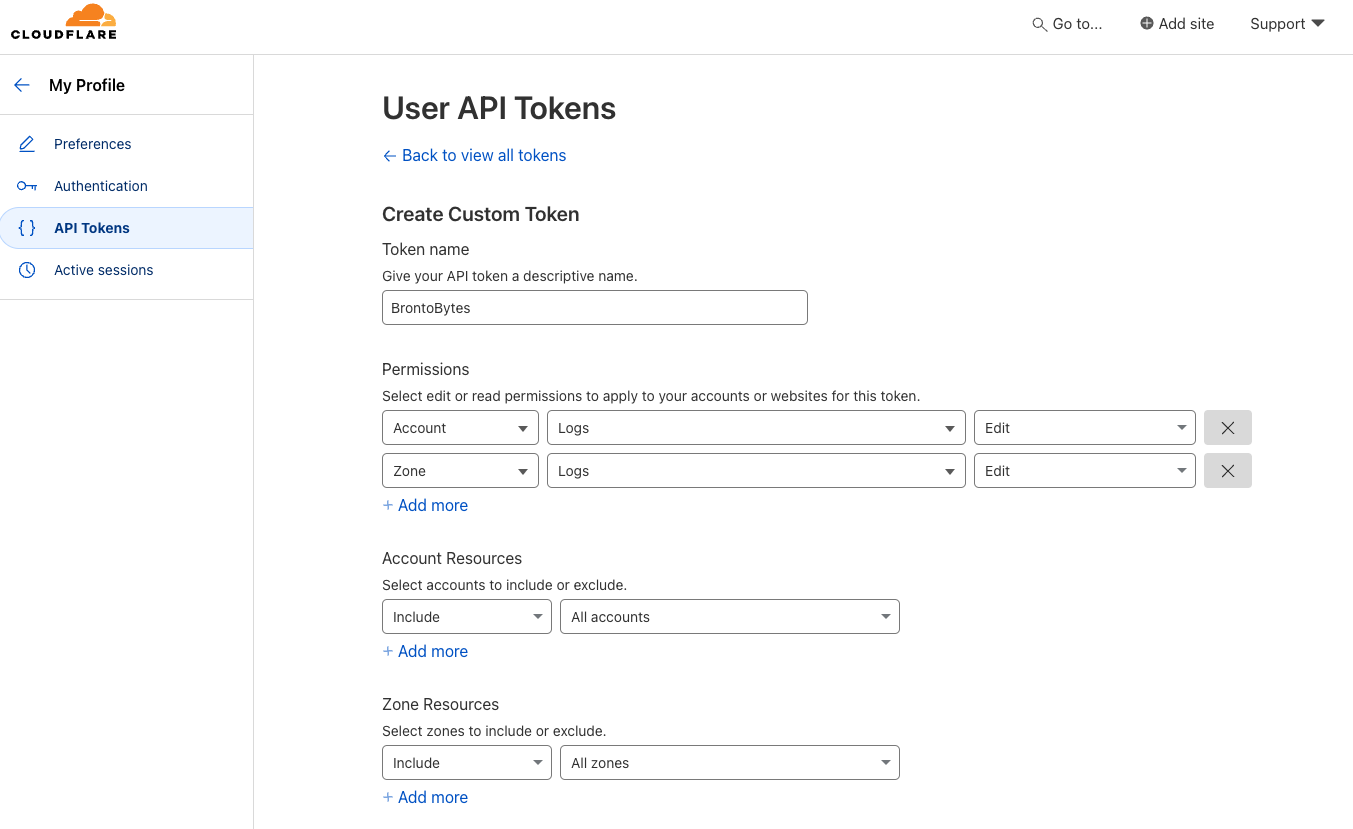 CLOUDFLARE
Go to...
Add site
Support
My Profile
Preferences
Authentication
API Tokens
Active sessions
User API Tokens
← Back to view all tokens
Create Custom Token
Token name
Give your API token a descriptive name.
BrontoBytes
Permissions
Select edit or read permissions to apply to your accounts or websites for this token.
Account Logs Edit
Zone Logs Edit
+ Add more
Account Resources
Select accounts to include or exclude.
Include All accounts
+ Add more
Zone Resources
Select zones to include or exclude.
Include All zones
+ Add more